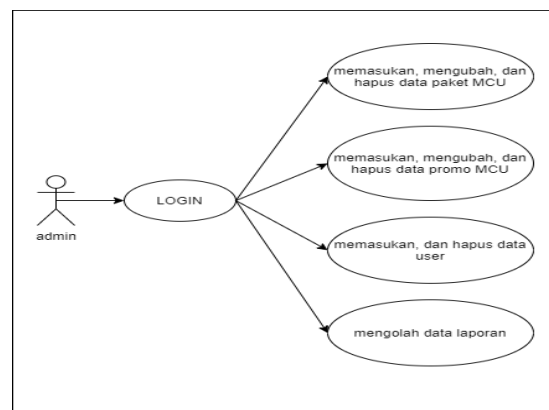 memasukan, mengubah, dan
hapus data paket MCU
memasukan, mengubah, dan
hapus data promo MCU
LOGIN
admin
memasukan, dan hapus data
user
mengolah data laporan